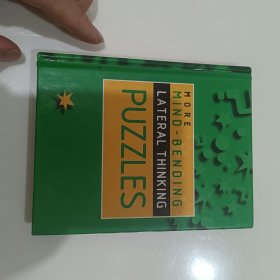 MORE
MIND-BENDING
LATERAL THINKING
PUZZLES